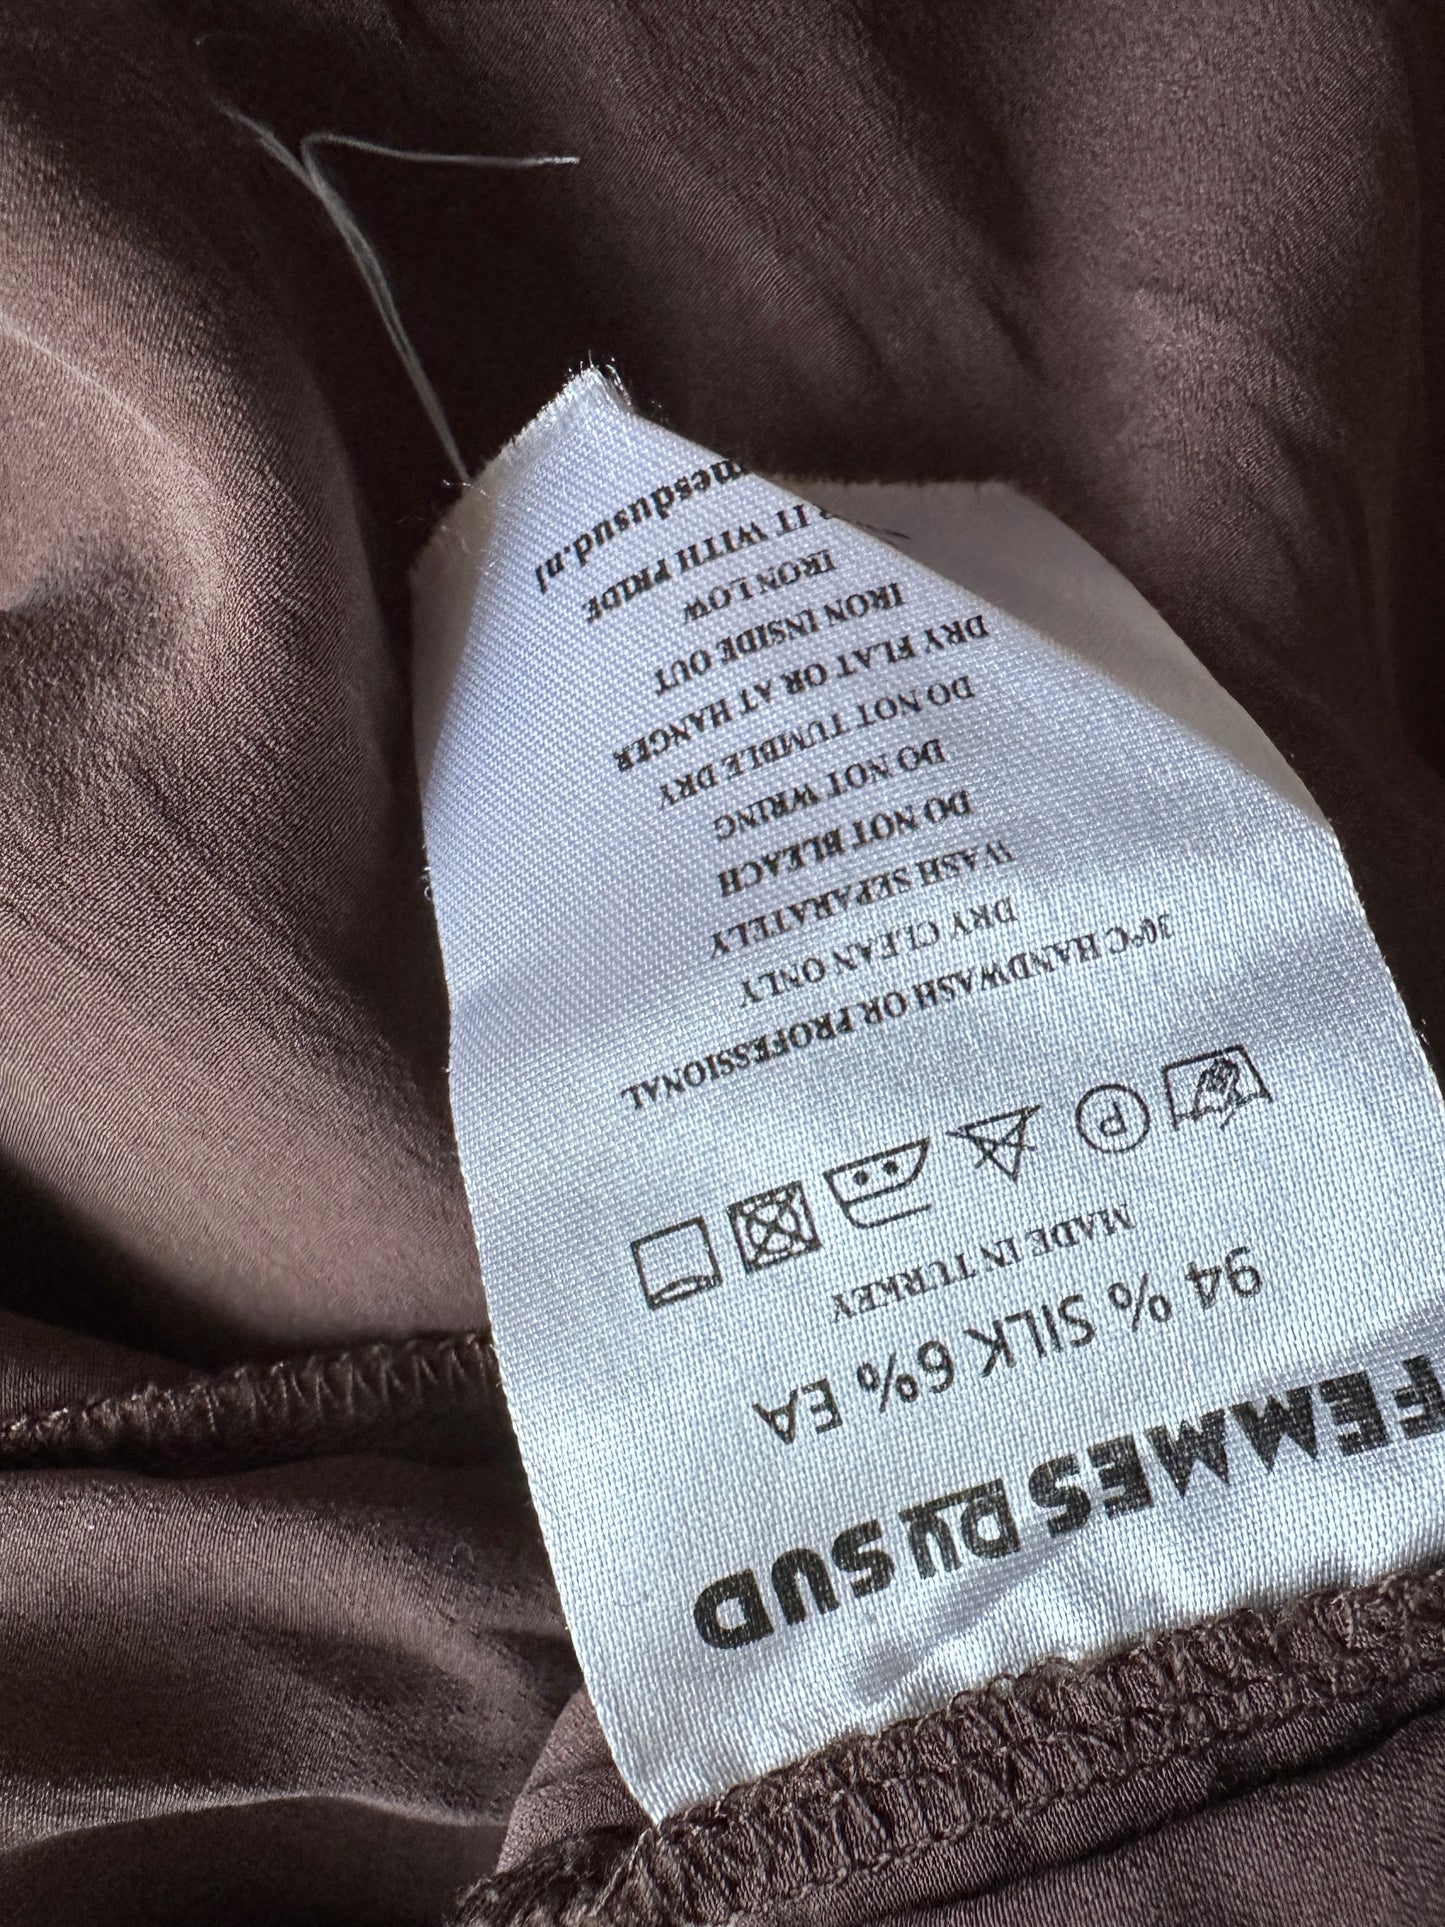 FEMMES DU SUD
94 % SILK 6% EA
MADE IN TURKEY
P
30°C HANDWASH OR PROFESSIONAL
DRY CLEAN ONLY
WASH SEPARATELY
DO NOT BLEACH
DO NOT WRING
DO NOT TUMBLE DRY
DRY FLAT OR AT HANGER
IRON INSIDE OUT
IRON LOW
IT WITH PRIDE
mesdusud.nl